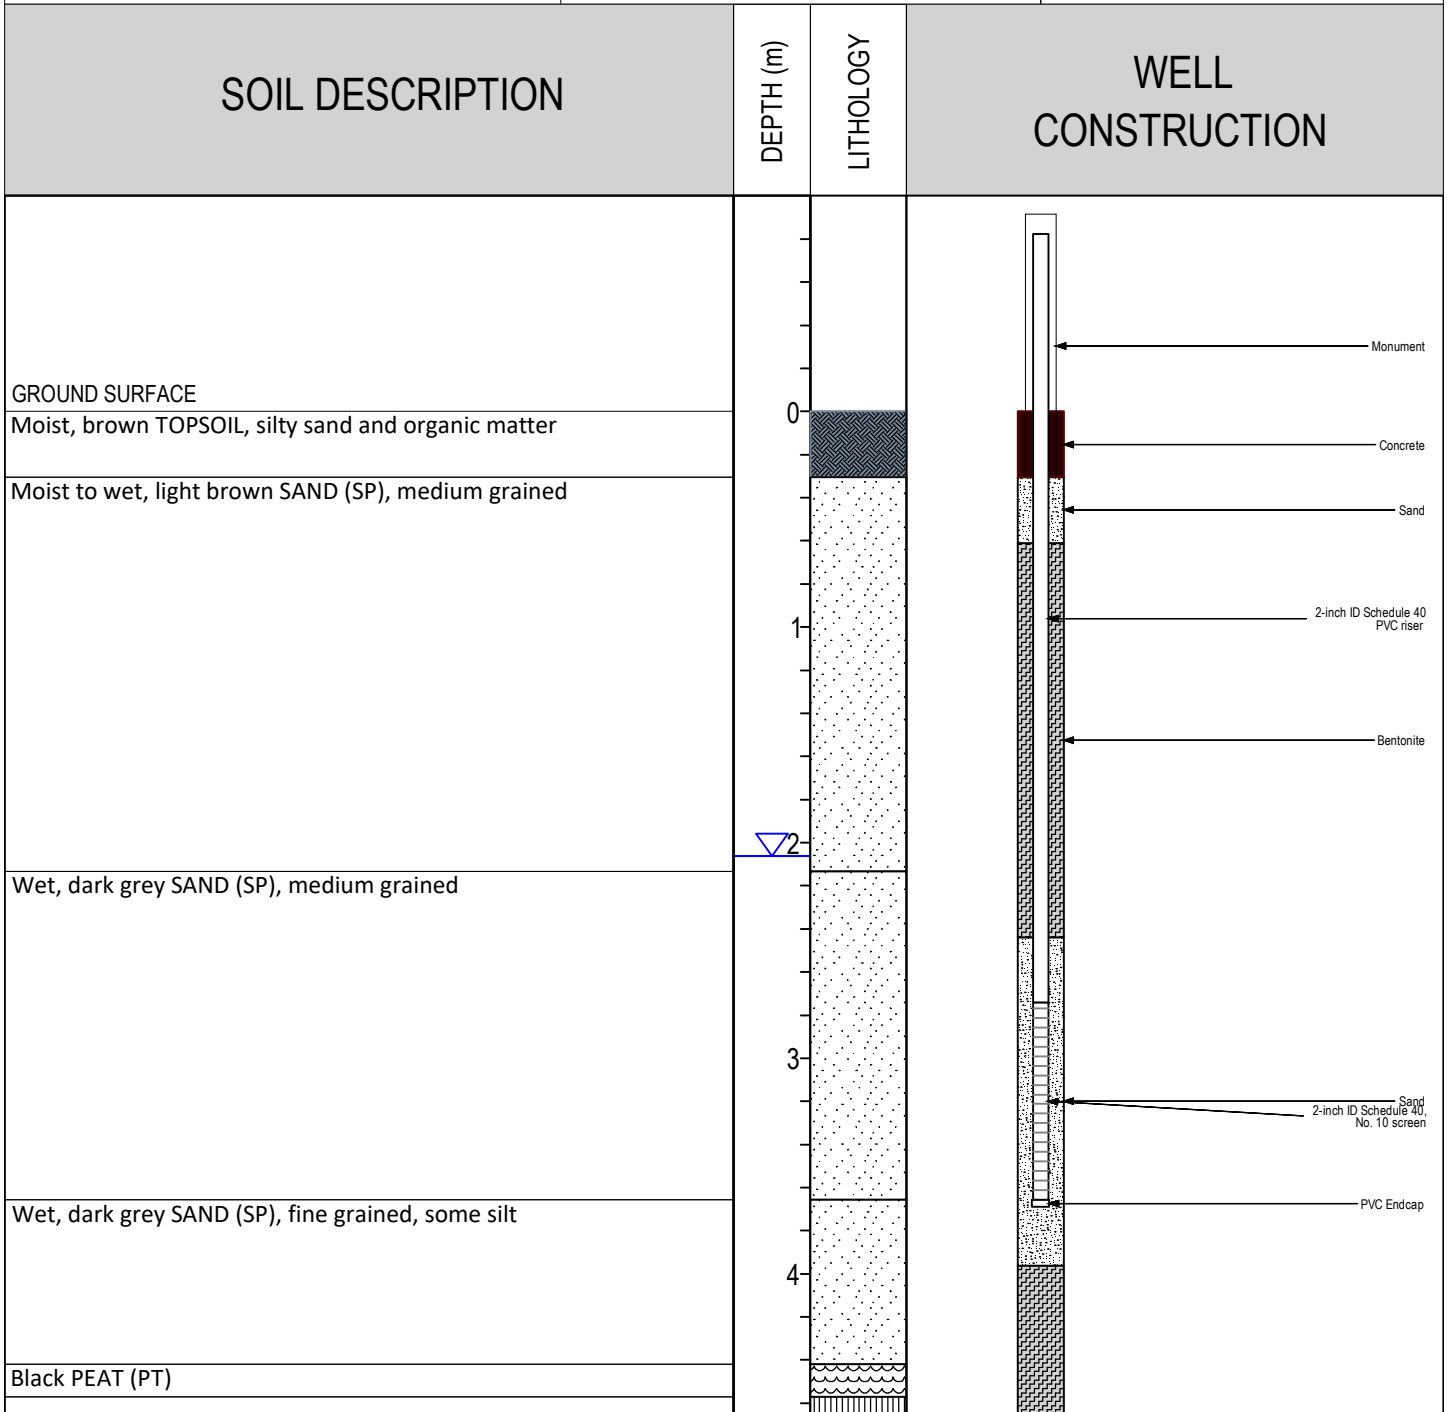 SOIL DESCRIPTION
DEPTH (m)
LITHOLOGY
WELL
CONSTRUCTION
Monument
GROUND SURFACE
0
Moist, brown TOPSOIL, silty sand and organic matter
Concrete
Moist to wet, light brown SAND (SP), medium grained
Sand
2-inch ID Schedule 40
PVC riser
1
Bentonite
2
Wet, dark grey SAND (SP), medium grained
3
Sand
2-inch ID Schedule 40,
No. 10 screen
PVC Endcap
Wet, dark grey SAND (SP), fine grained, some silt
4
Black PEAT (PT)